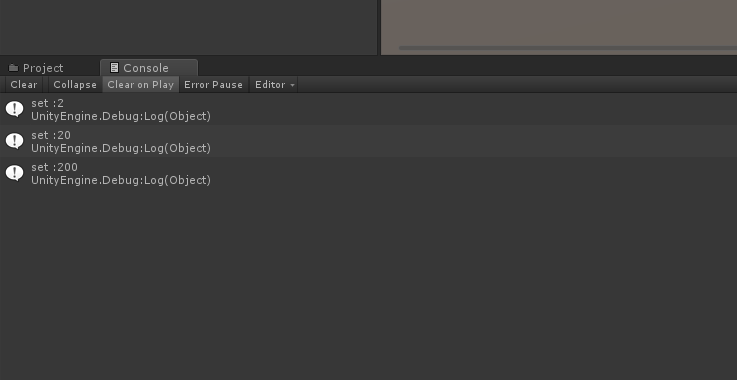 Project
Console
Clear
Collapse
Clear on Play
Error Pause
Editor
set :2
UnityEngine.Debug:Log(Object)
set :20
UnityEngine.Debug:Log(Object)
set :200
UnityEngine.Debug:Log(Object)